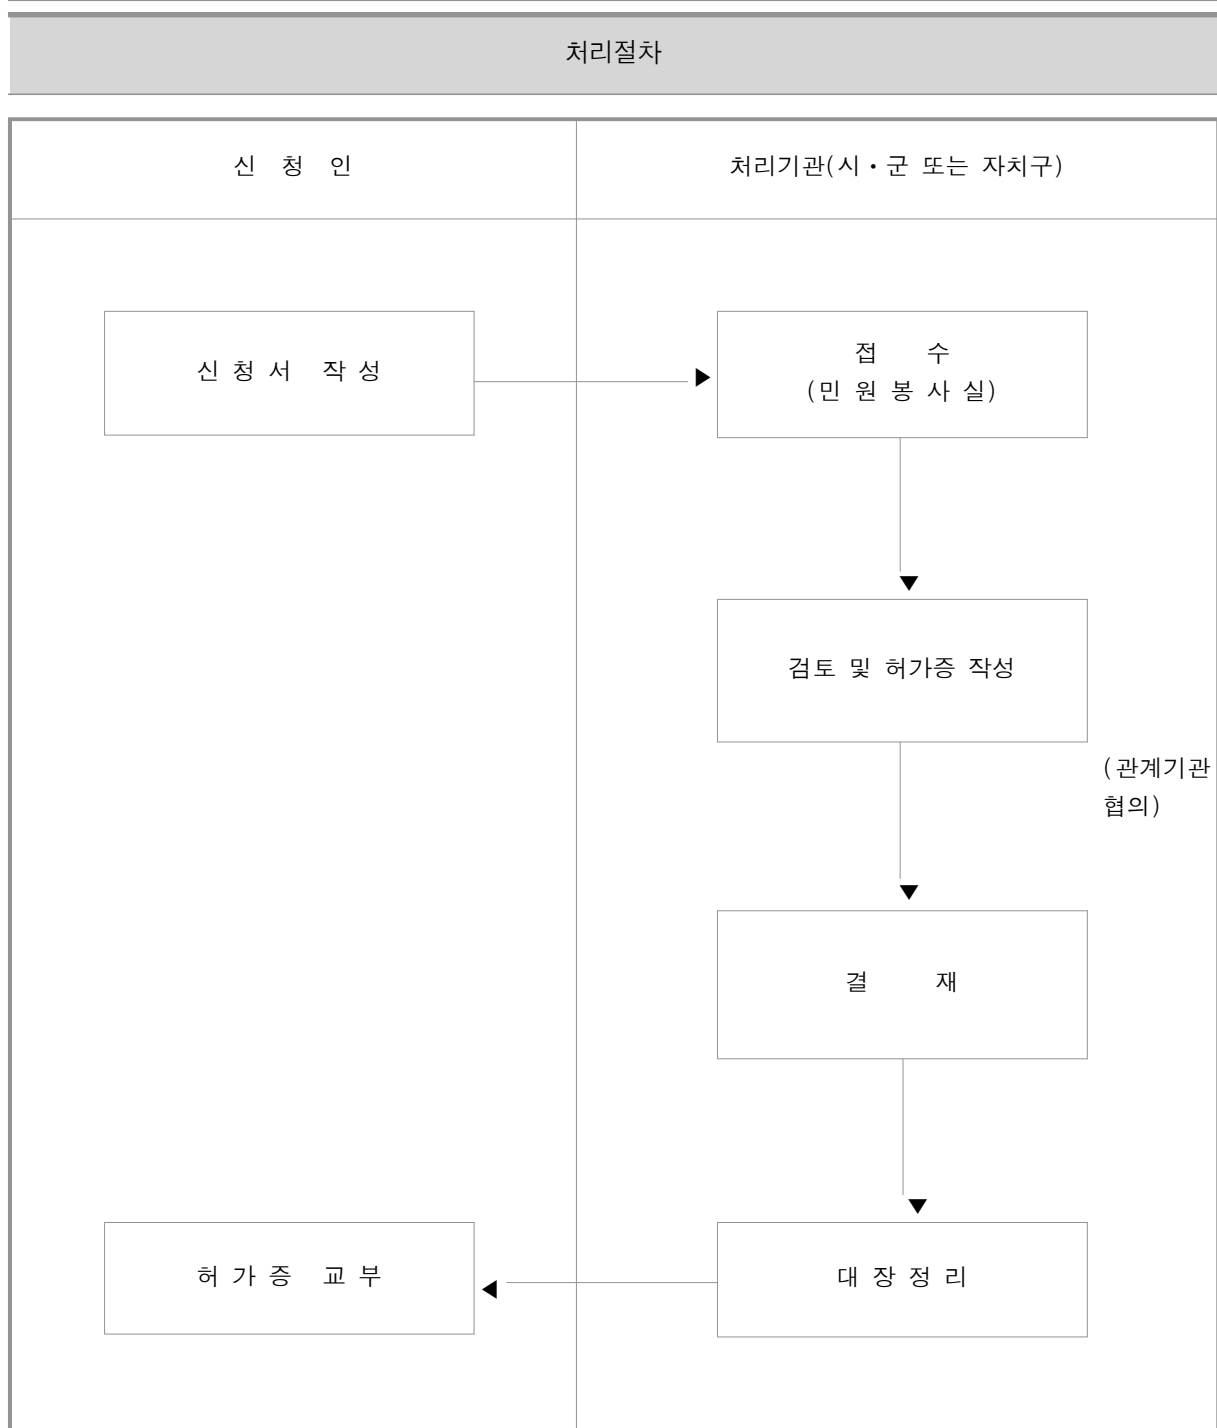 처리절차
신 청 인
처리기관(시·군 또는 자치구)
신 청 서 작 성
접 수
(민 원 봉 사 실)
검토 및 허가증 작성
(관계기관
협의)
결 재
허 가 증 교 부
대 장 정 리